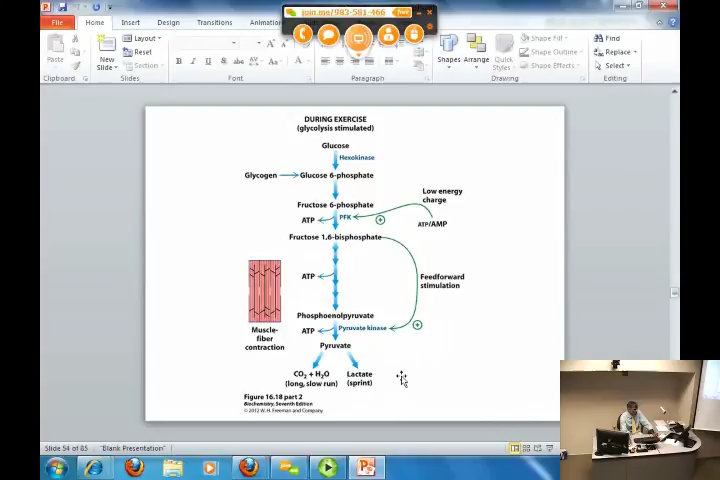 join.me/983-581-466
Free
File
Home
Insert
Design
Transitions
Animation
Paste
Clipboard
New
Slide
Layout
Reset
Section
Slides
Font
Paragraph
Shapes
Arrange
Quick
Styles
Shape Fill
Shape Outline
Shape Effects
Drawing
Find
Replace
Select
Editing
DURING EXERCISE
(glycolysis stimulated)
Glucose
Hexokinase
Glycogen
Glucose 6-phosphate
Fructose 6-phosphate
Low energy
charge
ATP
PFK
+
ATP/AMP
Fructose 1,6-bisphosphate
ATP
Feedforward
stimulation
Phosphoenolpyruvate
ATP
Pyruvate kinase
+
Muscle-
fiber
contraction
Pyruvate
CO2 + H2O
(long, slow run)
Lactate
(sprint)
Figure 16.18 part 2
Biochemistry, Seventh Edition
© 2012 W. H. Freeman and Company
Slide 54 of 85
"Blank Presentation"